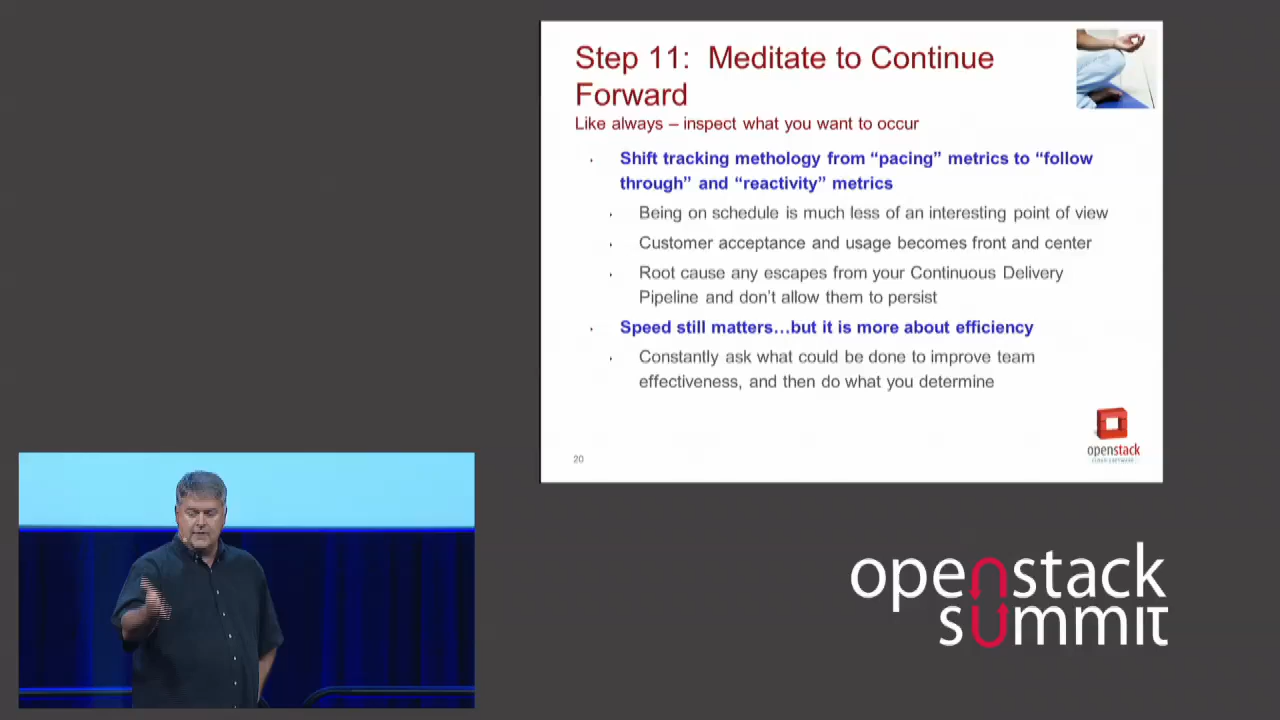 Step 11: Meditate to Continue
Forward
Like always – inspect what you want to occur
Shift tracking methology from “pacing” metrics to “follow
through” and “reactivity” metrics
Being on schedule is much less of an interesting point of view
Customer acceptance and usage becomes front and center
Root cause any escapes from your Continuous Delivery
Pipeline and don’t allow them to persist
Speed still matters…but it is more about efficiency
Constantly ask what could be done to improve team
effectiveness, and then do what you determine
openstack
CLOUD SOFTWARE
20
openstack
summit